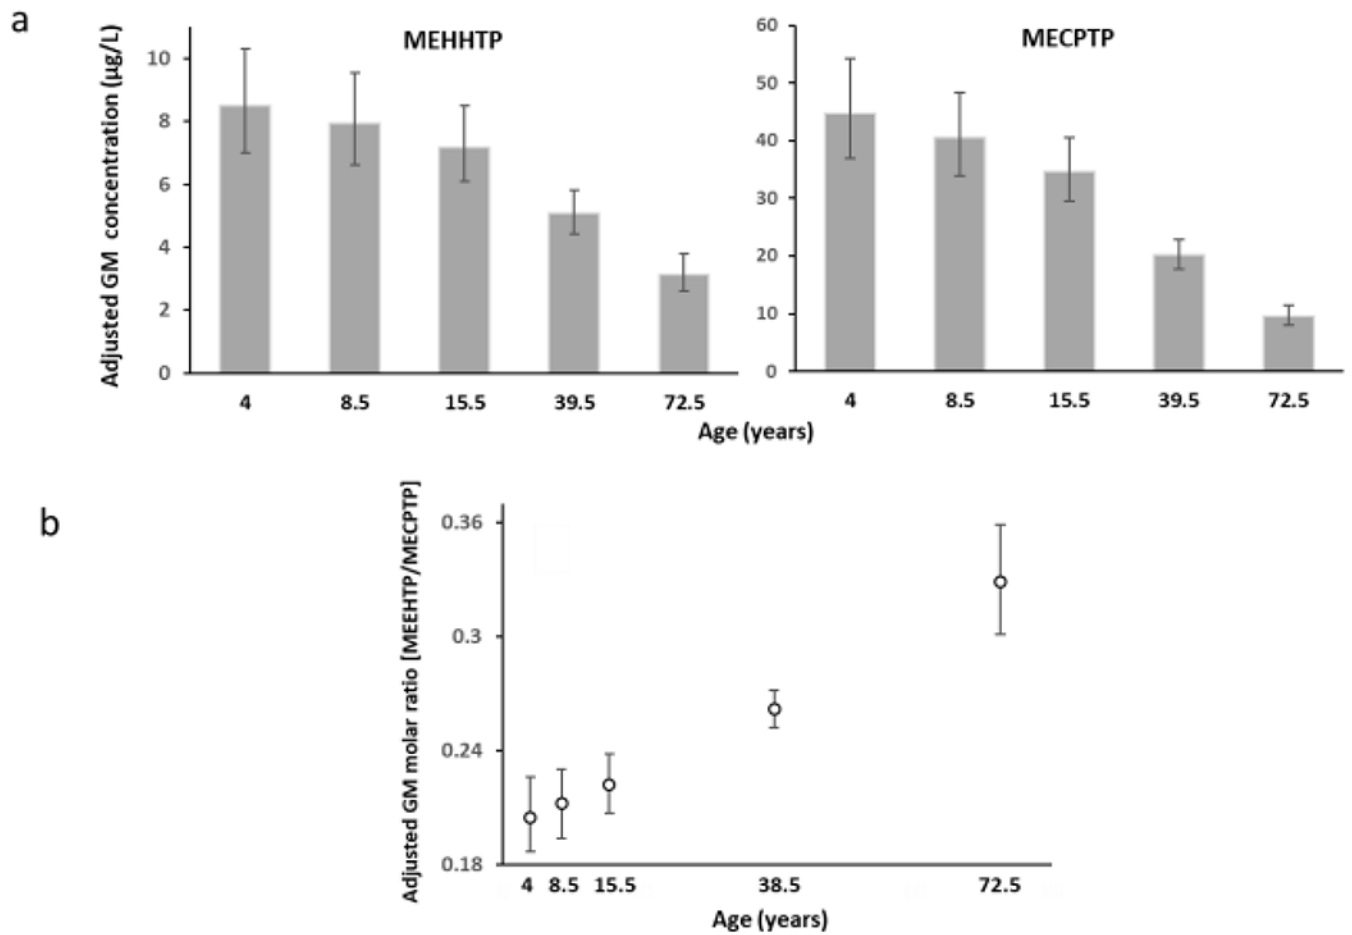 a
Adjusted GM concentration (µg/L)
MEHHTP
10
8
6
4
2
0
4 8.5 15.5 39.5 72.5
MECPTP
60
50
40
30
20
10
0
4 8.5 15.5 39.5 72.5
Age (years)
b
Adjusted GM molar ratio [MEEHTP/MECPTP]
0.36
0.3
0.24
0.18
4 8.5 15.5 38.5 72.5
Age (years)